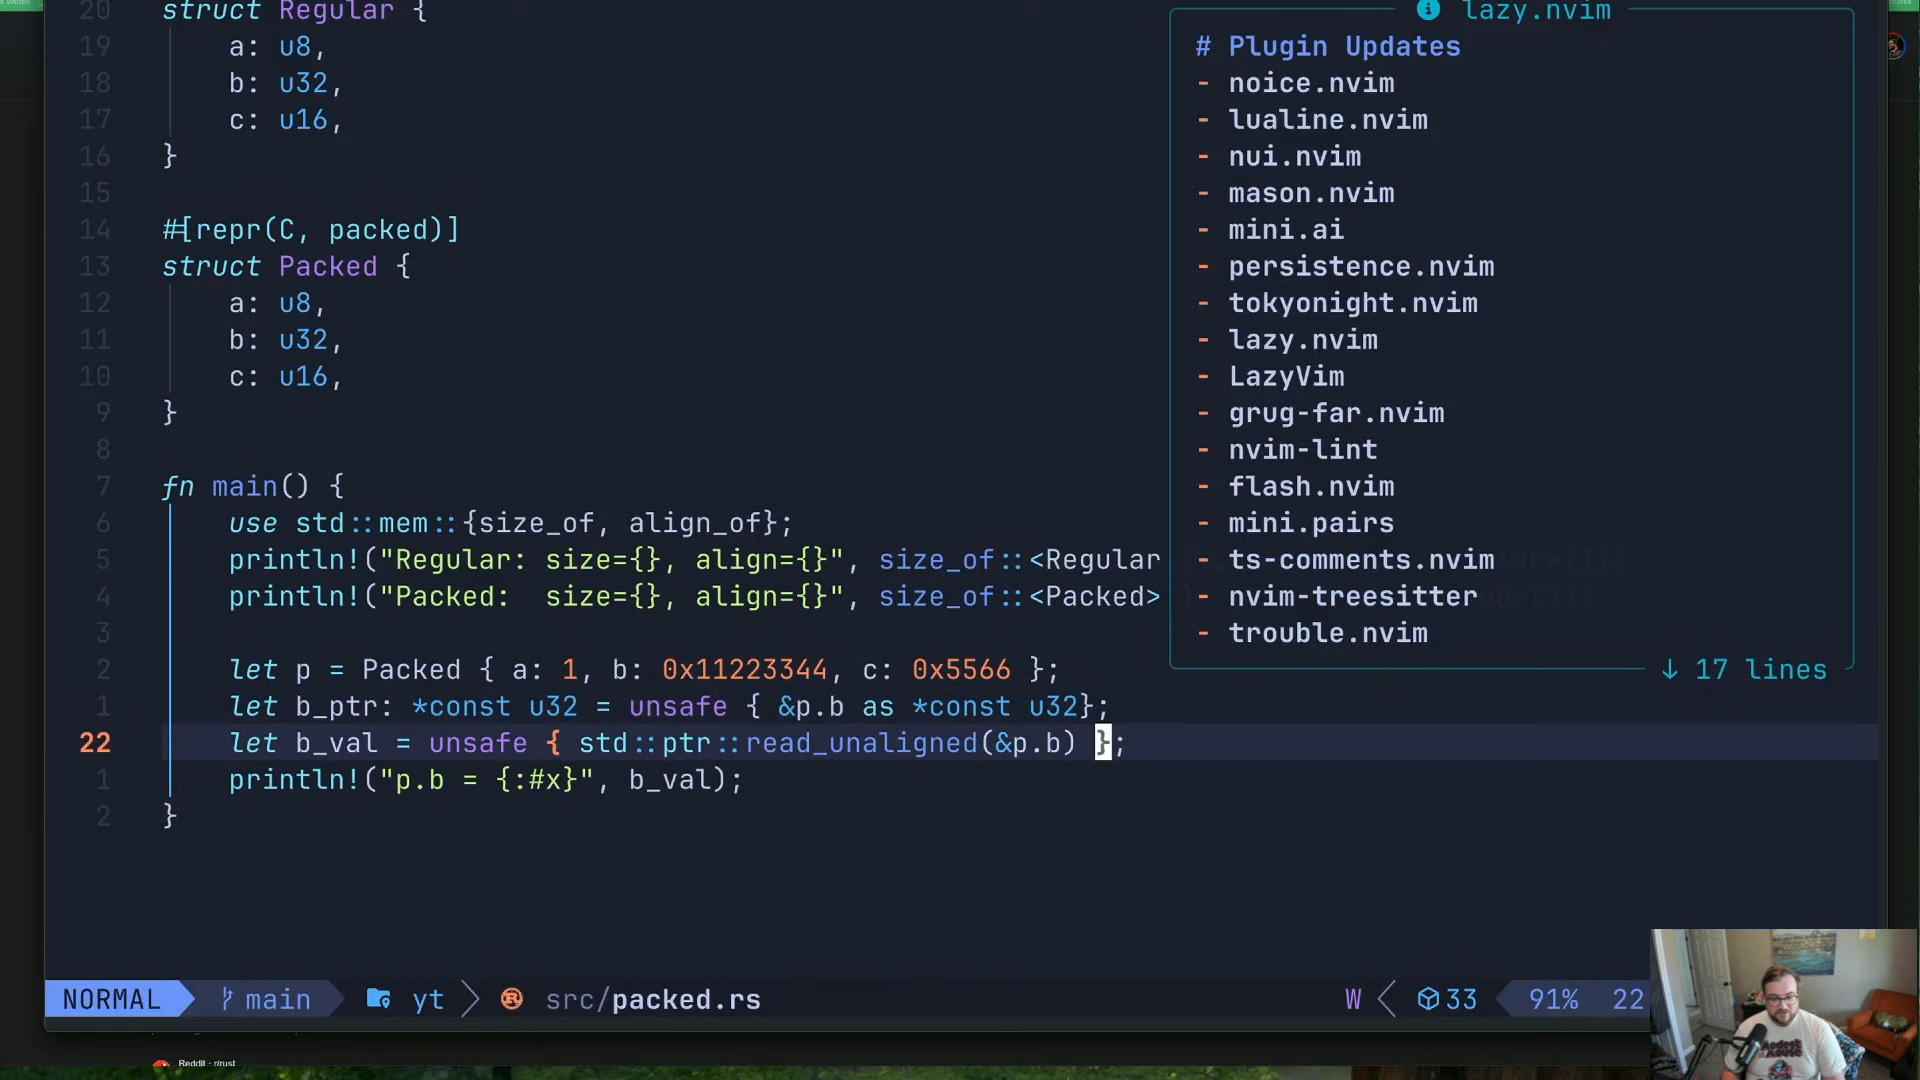 20 struct Regular {
19 a: u8,
18 b: u32,
17 c: u16,
16 }
15
14 #[repr(C, packed)]
13 struct Packed {
12 a: u8,
11 b: u32,
10 c: u16,
9 }
8
7 fn main() {
6 use std::mem::{size_of, align_of};
5 println!("Regular: size={}, align={}", size_of::<Regular
4 println!("Packed:  size={}, align={}", size_of::<Packed>
3
2 let p = Packed { a: 1, b: 0x11223344, c: 0x5566 };
1 let b_ptr: *const u32 = unsafe { &p.b as *const u32};
22 let b_val = unsafe { std::ptr::read_unaligned(&p.b) };
1 println!("p.b = {:#x}", b_val);
2 }
lazy.nvim
# Plugin Updates
- noice.nvim
- lualine.nvim
- nui.nvim
- mason.nvim
- mini.ai
- persistence.nvim
- tokyonight.nvim
- lazy.nvim
- LazyVim
- grug-far.nvim
- nvim-lint
- flash.nvim
- mini.pairs
- ts-comments.nvim
- nvim-treesitter
- trouble.nvim
↓ 17 lines
NORMAL main yt src/packed.rs W 33 91% 22
Reddit - r/rust
Modest Mouse